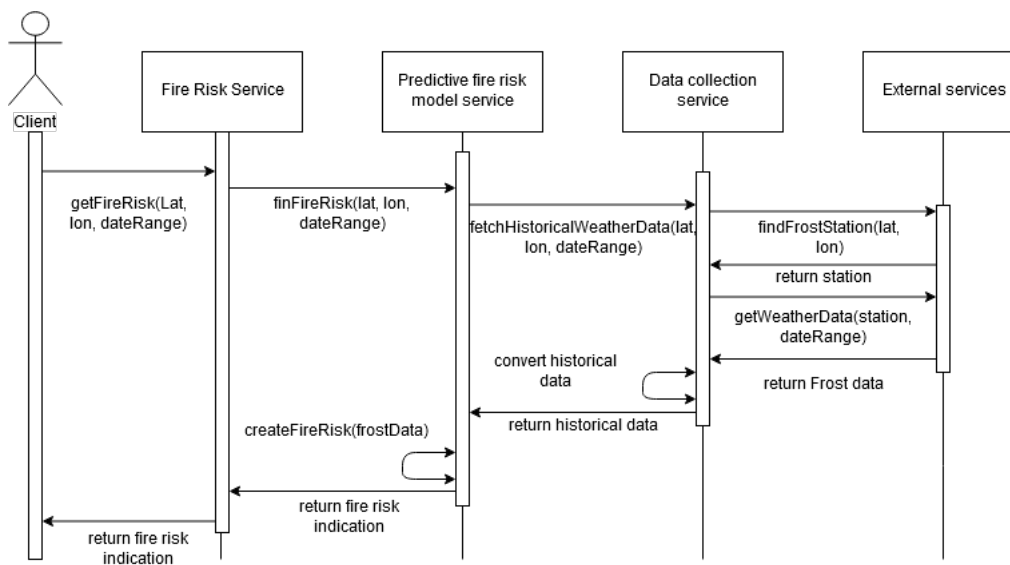 Fire Risk Service
Predictive fire risk
model service
Data collection
service
External services
Client
getFireRisk(Lat,
lon, dateRange)
finFireRisk(lat, lon,
dateRange)
fetchHistoricalWeatherData(lat,
lon, dateRange)
findFrostStation(lat,
lon)
return station
getWeatherData(station,
dateRange)
return Frost data
convert historical
data
return historical data
createFireRisk(frostData)
return fire risk
indication
return fire risk
indication